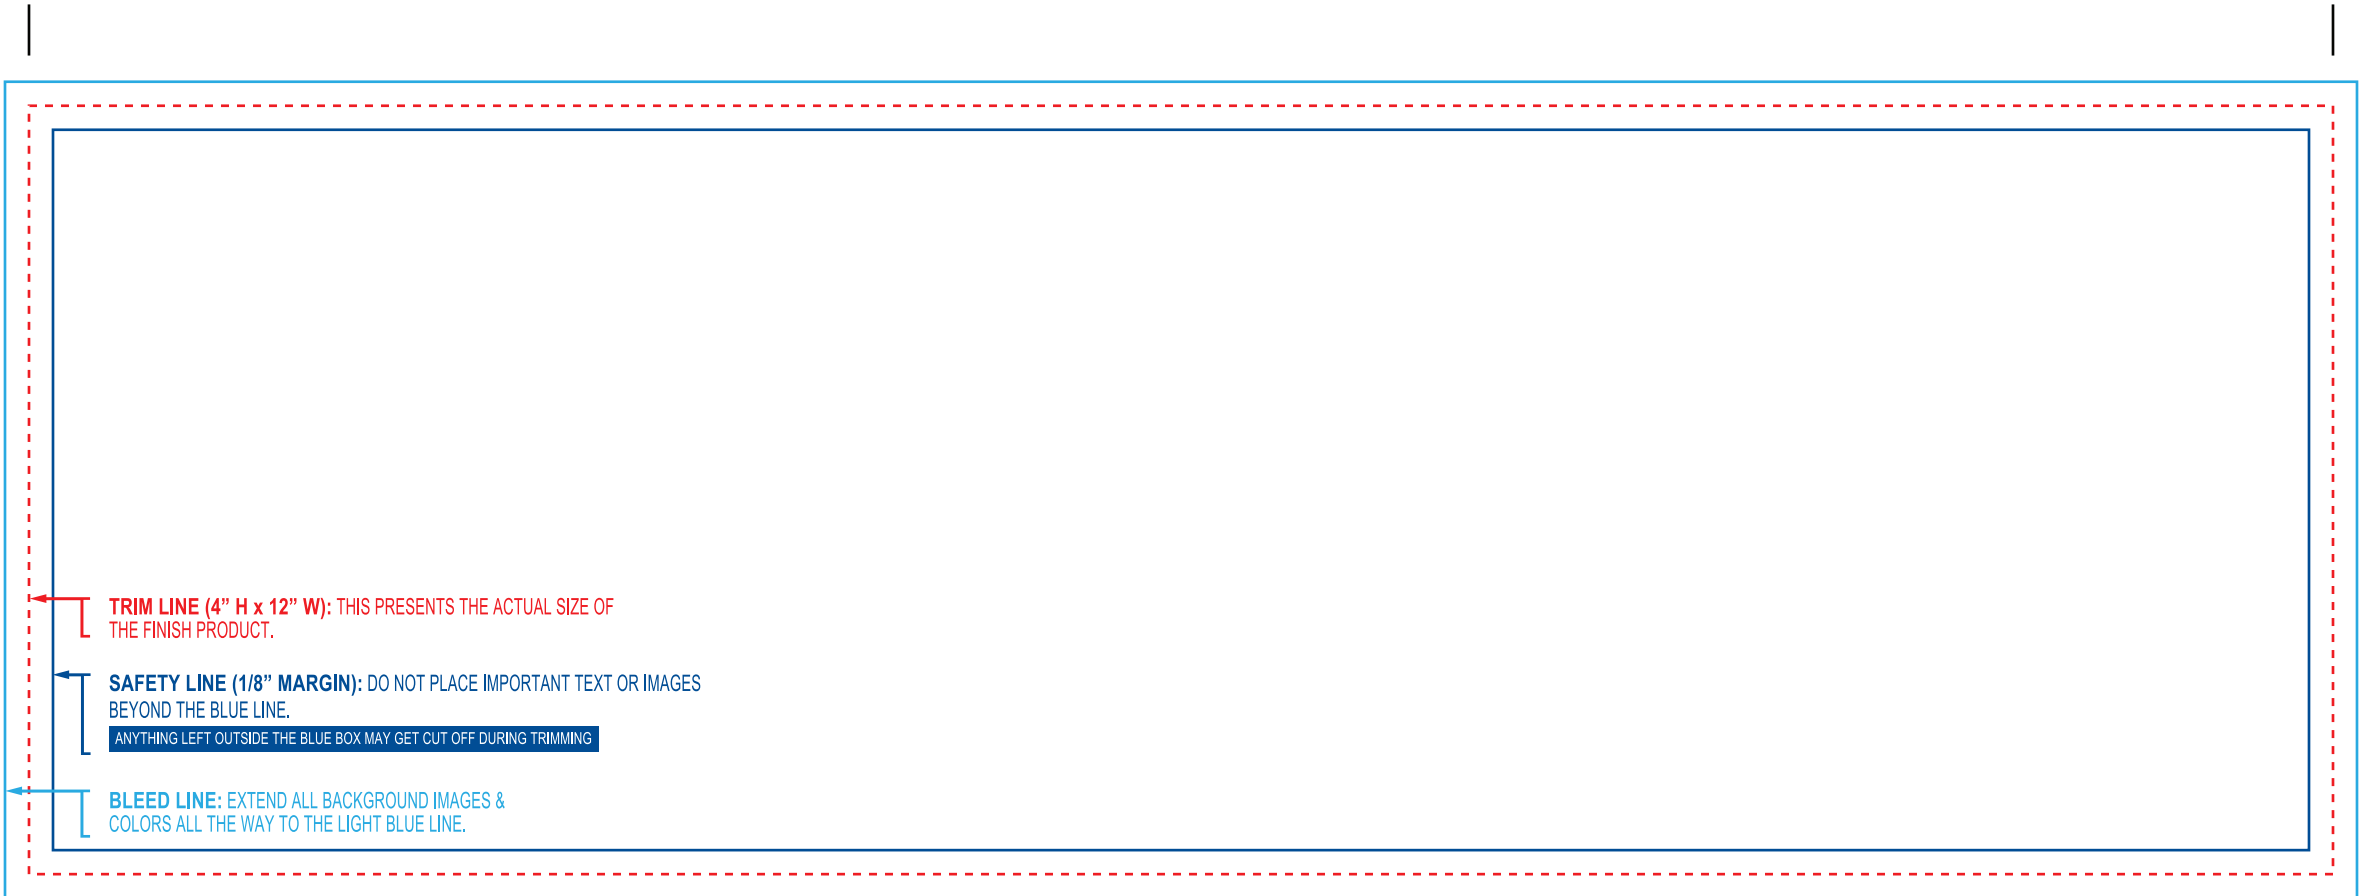 TRIM LINE (4” H x 12” W): THIS PRESENTS THE ACTUAL SIZE OF
THE FINISH PRODUCT.
SAFETY LINE (1/8” MARGIN): DO NOT PLACE IMPORTANT TEXT OR IMAGES
BEYOND THE BLUE LINE.
ANYTHING LEFT OUTSIDE THE BLUE BOX MAY GET CUT OFF DURING TRIMMING
BLEED LINE: EXTEND ALL BACKGROUND IMAGES &
COLORS ALL THE WAY TO THE LIGHT BLUE LINE.